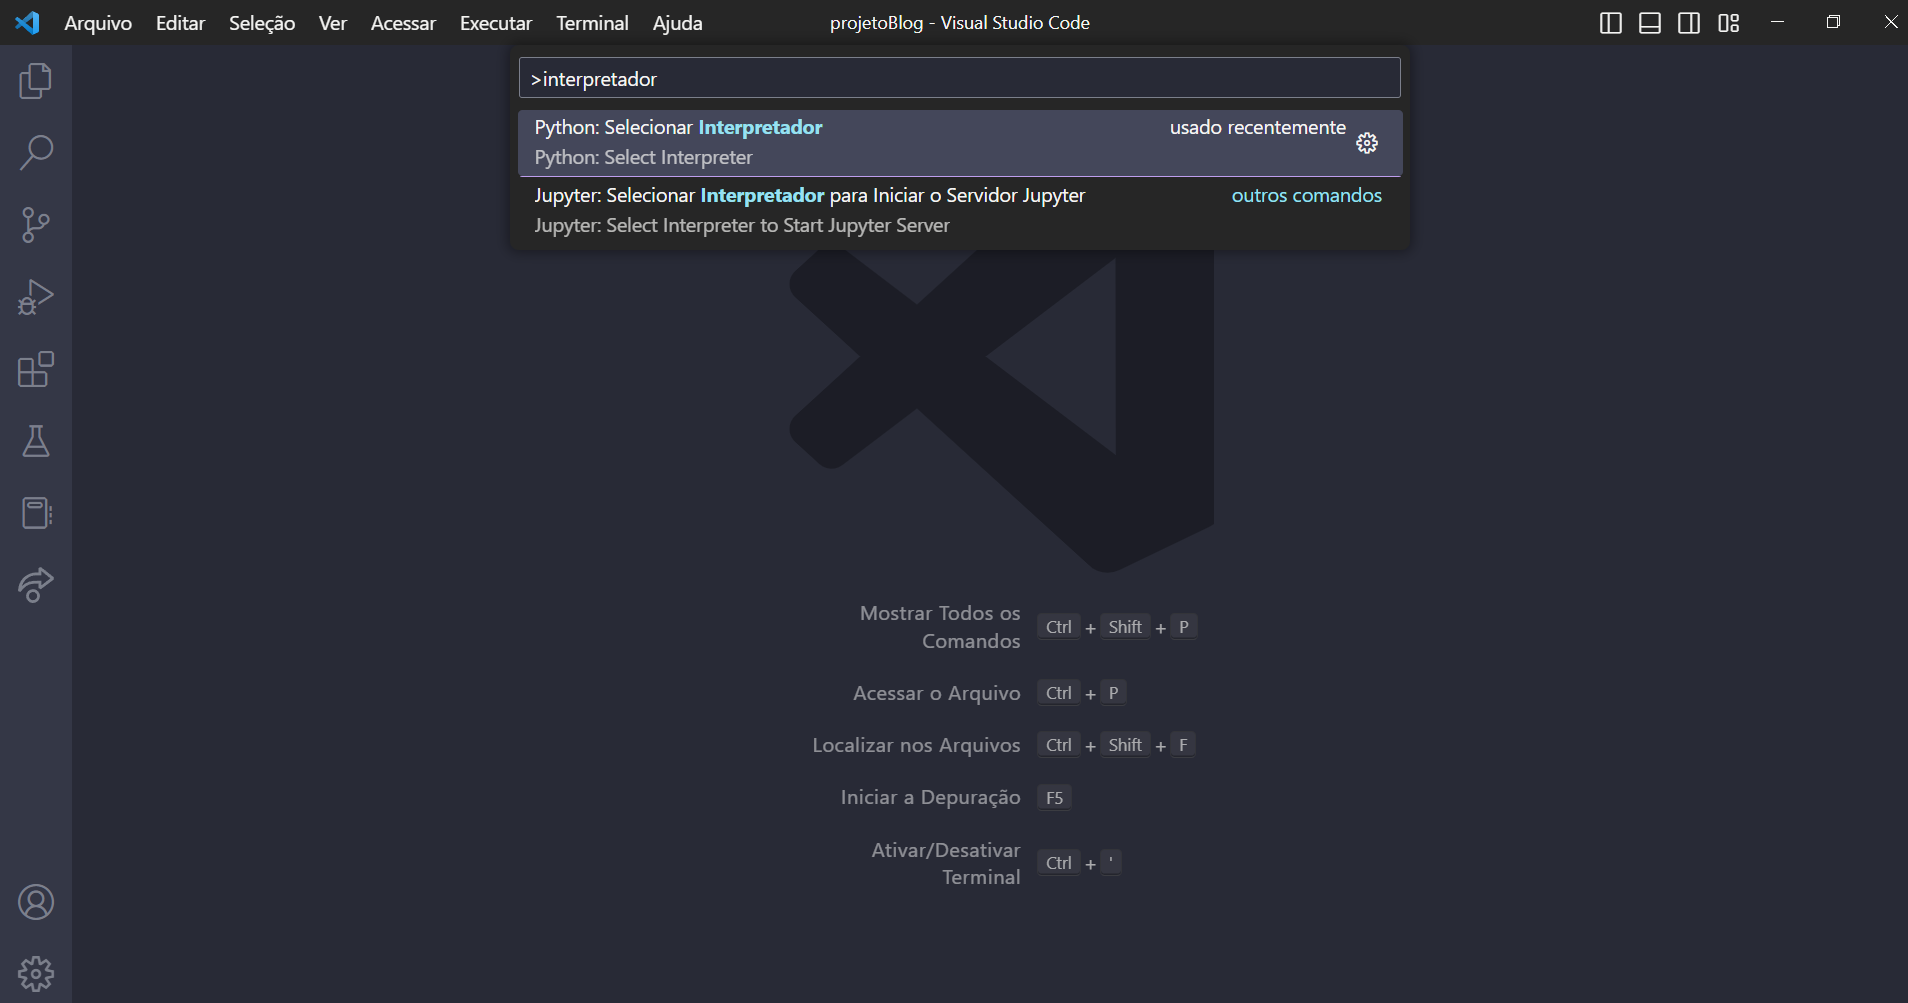 Arquivo Editar Seleção Ver Acessar Executar Terminal Ajuda projetoBlog - Visual Studio Code
>interpretador
Python: Selecionar Interpretador usado recentemente
Python: Select Interpreter
Jupyter: Selecionar Interpretador para Iniciar o Servidor Jupyter outros comandos
Jupyter: Select Interpreter to Start Jupyter Server
Mostrar Todos os
Comandos Ctrl + Shift + P
Acessar o Arquivo Ctrl + P
Localizar nos Arquivos Ctrl + Shift + F
Iniciar a Depuração F5
Ativar/Desativar
Terminal Ctrl + '